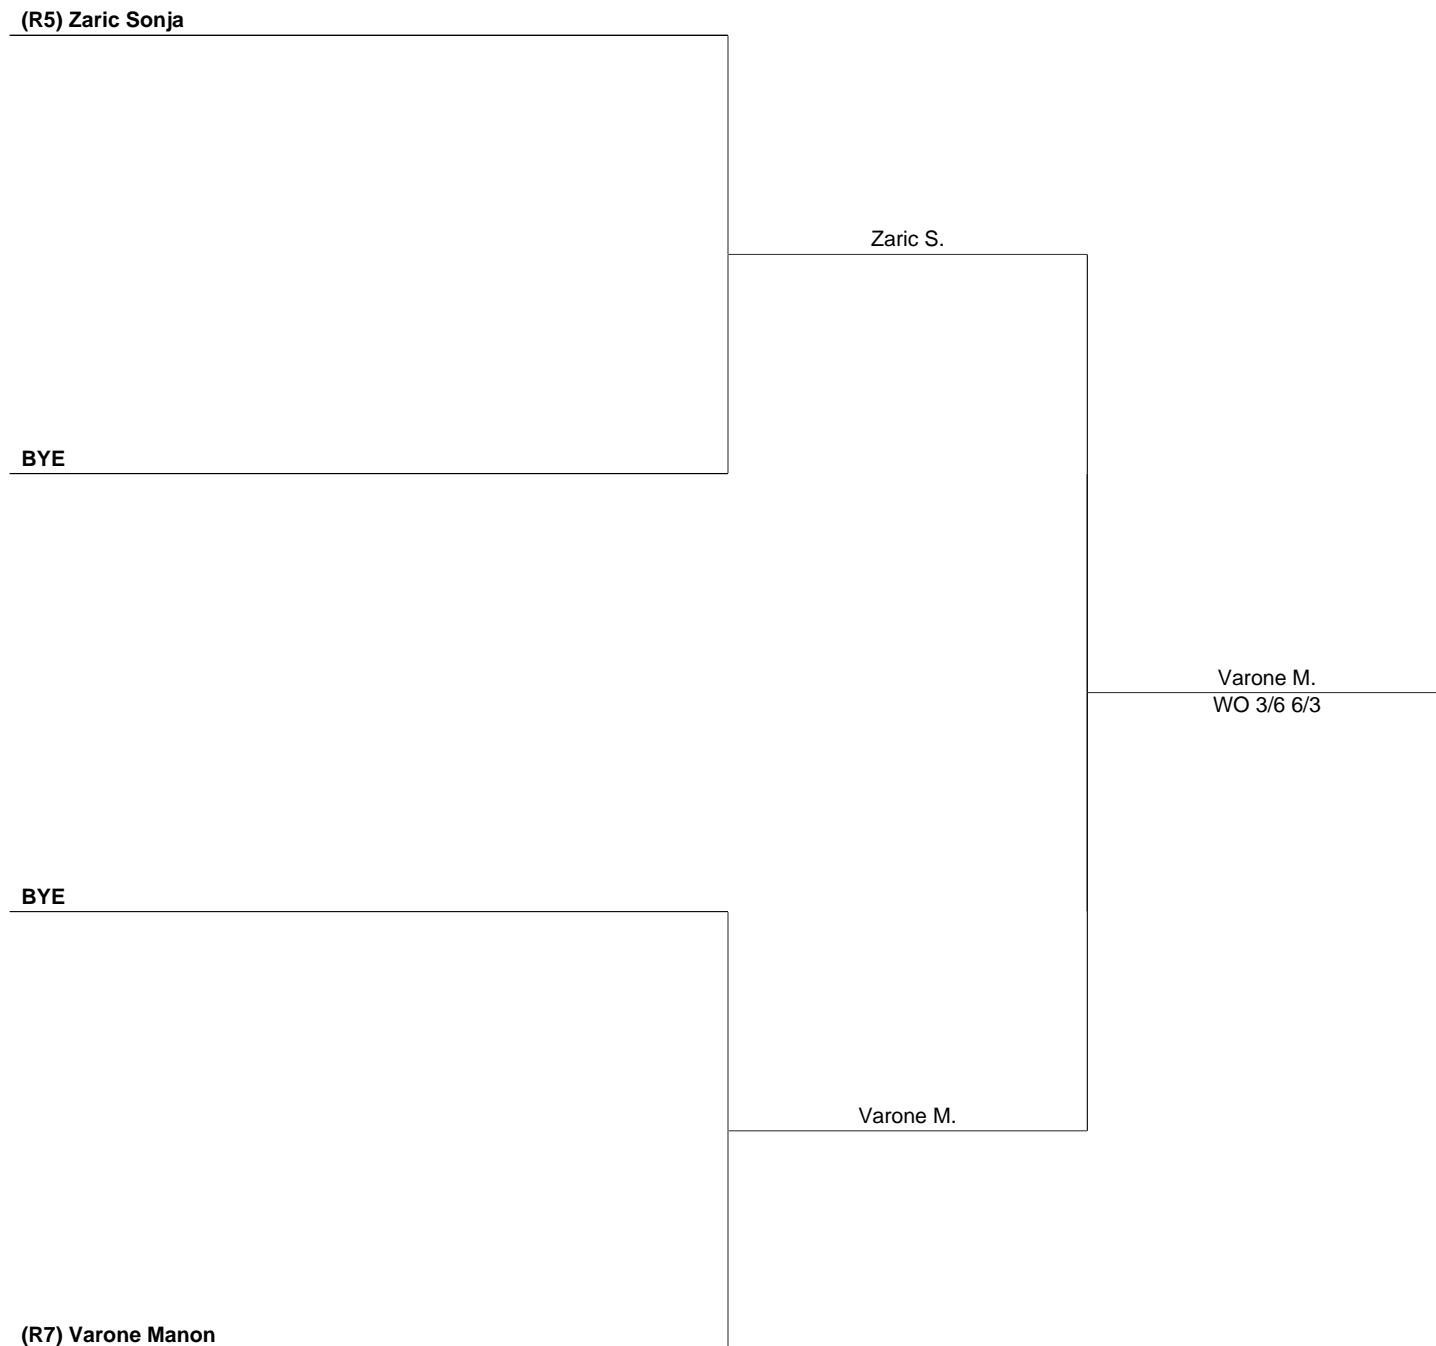 (R5) Zaric Sonja
Zaric S.
BYE
Varone M.
WO 3/6 6/3
BYE
Varone M.
(R7) Varone Manon